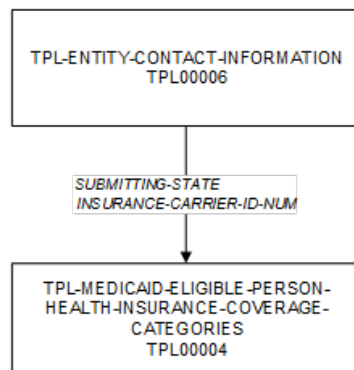 TPL-ENTITY-CONTACT-INFORMATION
TPL00006
SUBMITTING-STATE
INSURANCE-CARRIER-ID-NUM
TPL-MEDICAID-ELIGIBLE-PERSON-
HEALTH-INSURANCE-COVERAGE-
CATEGORIES
TPL00004